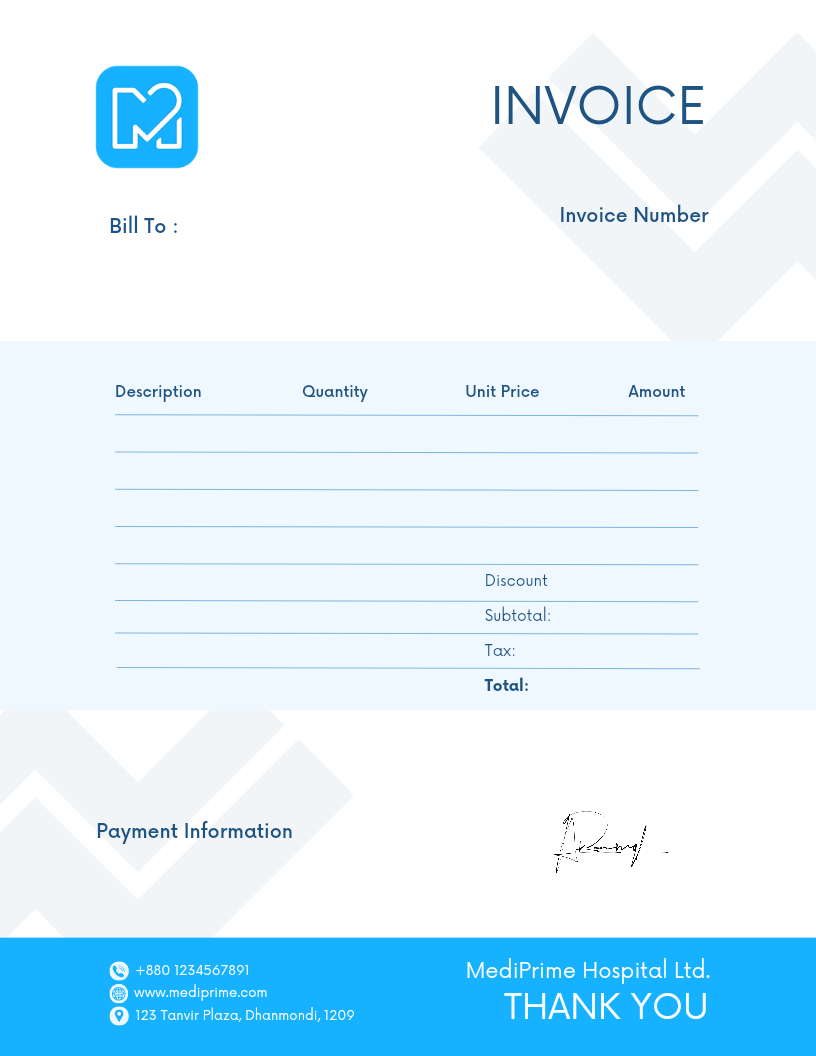 INVOICE
Bill To :
Invoice Number
Description Quantity Unit Price Amount
Discount
Subtotal:
Tax:
Total:
Payment Information
+880 1234567891
www.mediprime.com
123 Tanvir Plaza, Dhanmondi, 1209
MediPrime Hospital Ltd.
THANK YOU